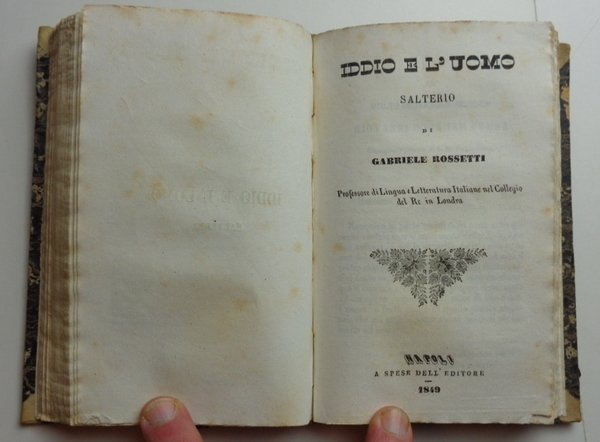 IDDIO E L'UOMO
SALTERIO
DI
GABRIELE ROSSETTI
Professore di Lingua e Letteratura Italiane nel Collegio
del Re in Londra
NAPOLI
A SPESE DELL'EDITORE
1849